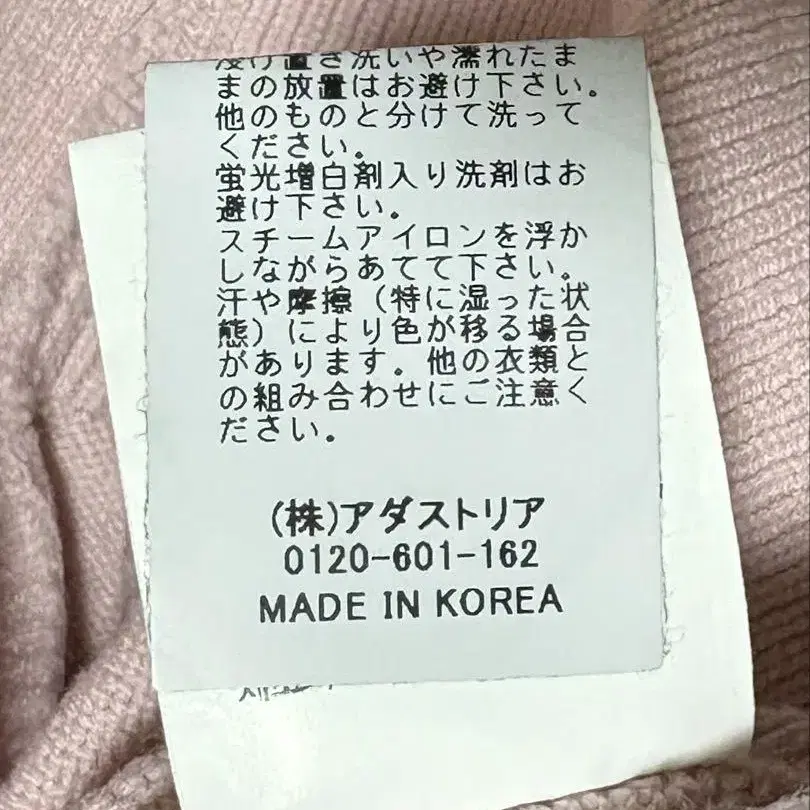 浸け置き洗いや濡れたま
まの放置はお避け下さい。
他のものと分けて洗って
ください。
蛍光増白剤入り洗剤はお
避け下さい。
スチームアイロンを浮か
しながらあてて下さい。
汗や摩擦(特に湿った状
態)により色が移る場合
があります。他の衣類と
の組み合わせにご注意く
ださい。
(株)アダストリア
0120-601-162
MADE IN KOREA